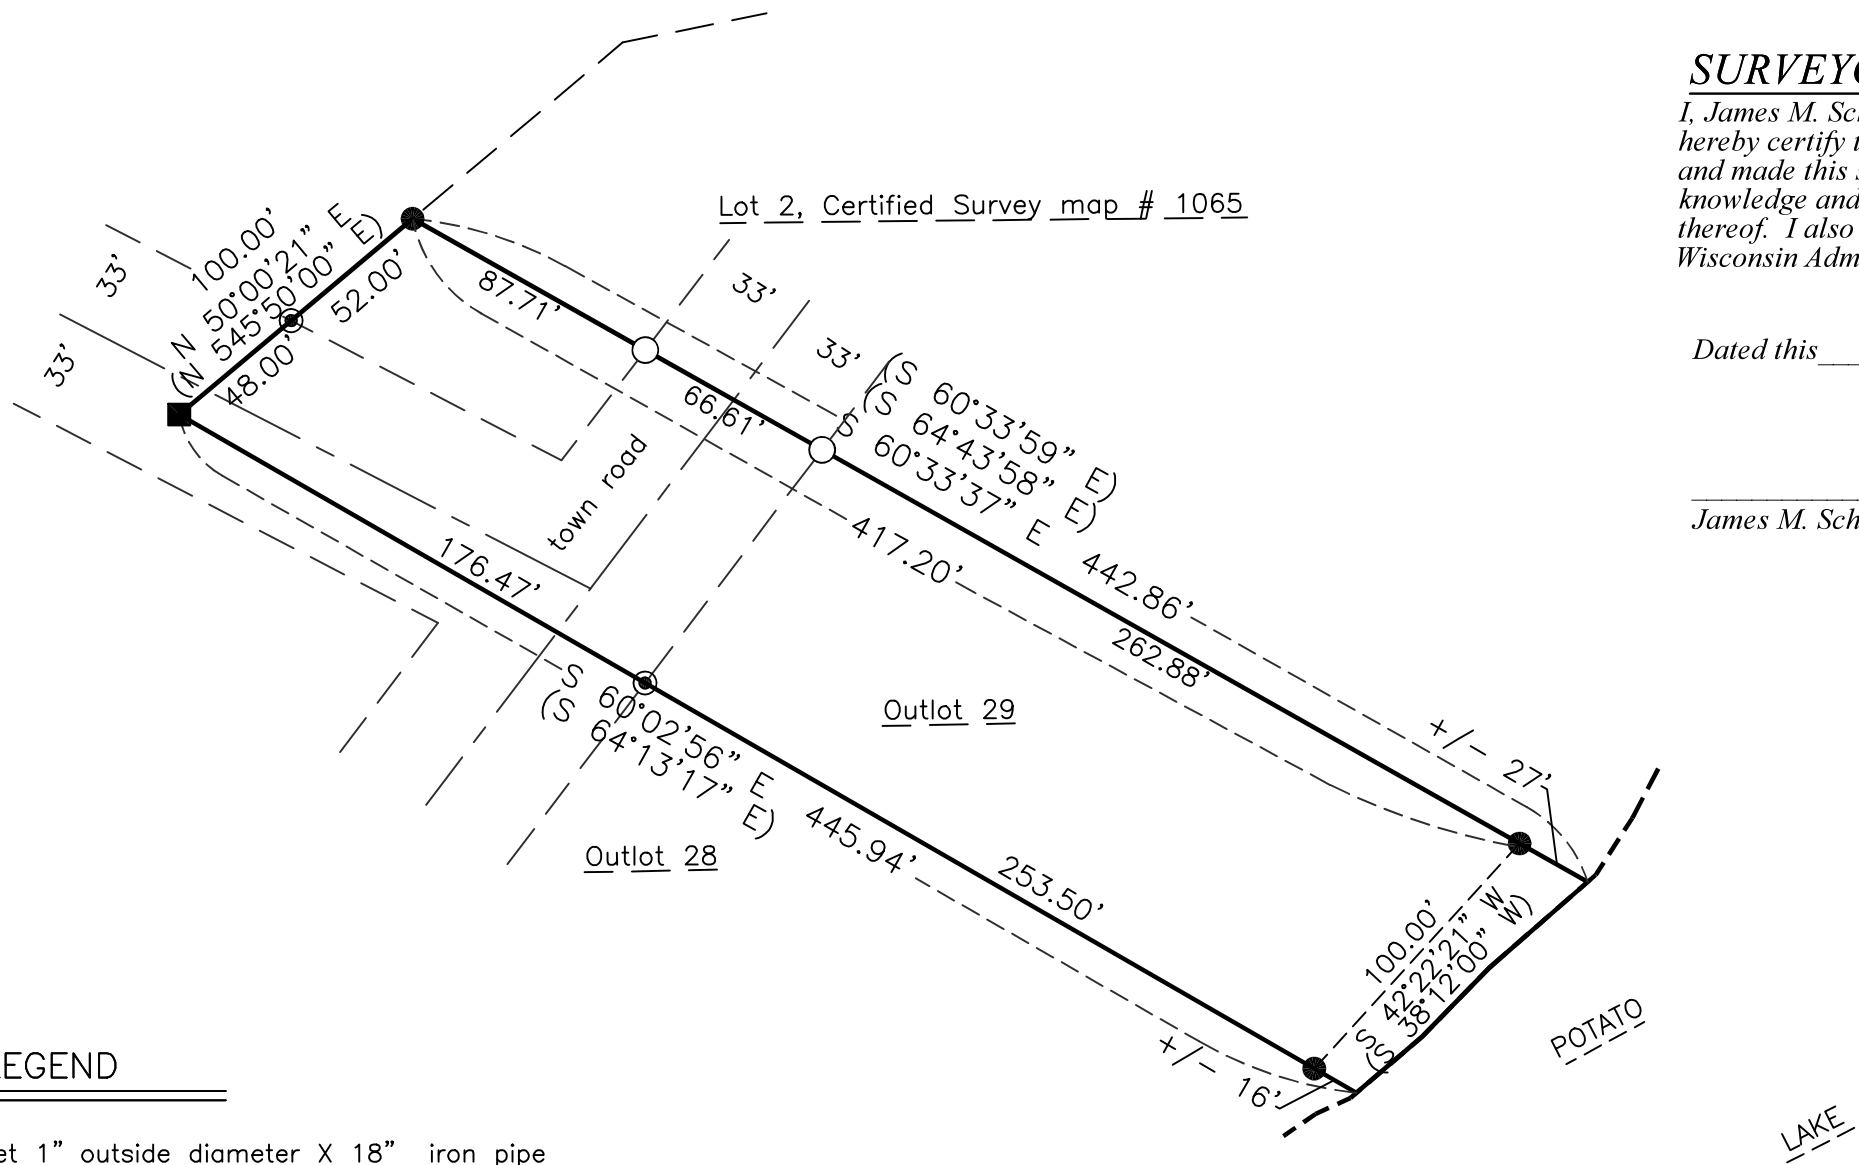 SURVEY
I, James M. Sc
hereby certify
and made this
knowledge and
thereof. I also
Wisconsin Adm
Dated this
James M. Sch
Lot 2, Certified Survey map # 1065
33'
33'
100.00'
N 50°00'21" E
(N 545°50'00" E)
52.00'
48.00'
87.71'
66.61'
33'
33'
(S 60°33'59" E)
(S 64°43'58" E)
S 60°33'37" E 442.86'
417.20'
262.88'
town road
176.47'
S 60°02'56" E 445.94'
(S 64°13'17" E)
253.50'
Outlot 29
Outlot 28
+/- 27'
100.00'
S 42°22'21" W
(S 38°12'00" W)
+/- 16'
POTATO
LAKE
EGEND
et 1" outside diameter X 18" iron pipe